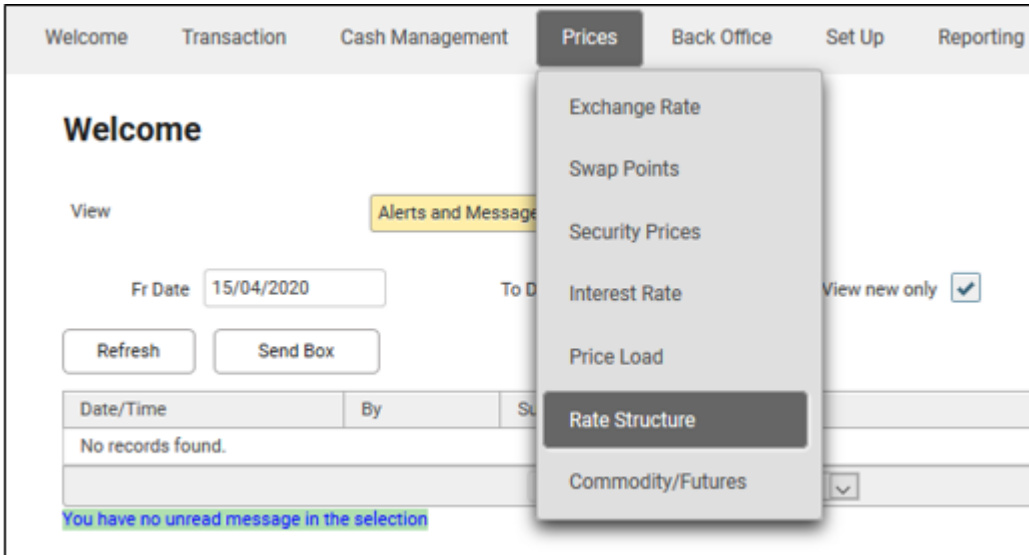 Welcome Transaction Cash Management Prices Back Office Set Up Reporting
Exchange Rate
Swap Points
Security Prices
Interest Rate
Price Load
Rate Structure
Commodity/Futures
Welcome
View Alerts and Message
Fr Date 15/04/2020 To D View new only
Refresh Send Box
Date/Time By Su
No records found.
You have no unread message in the selection